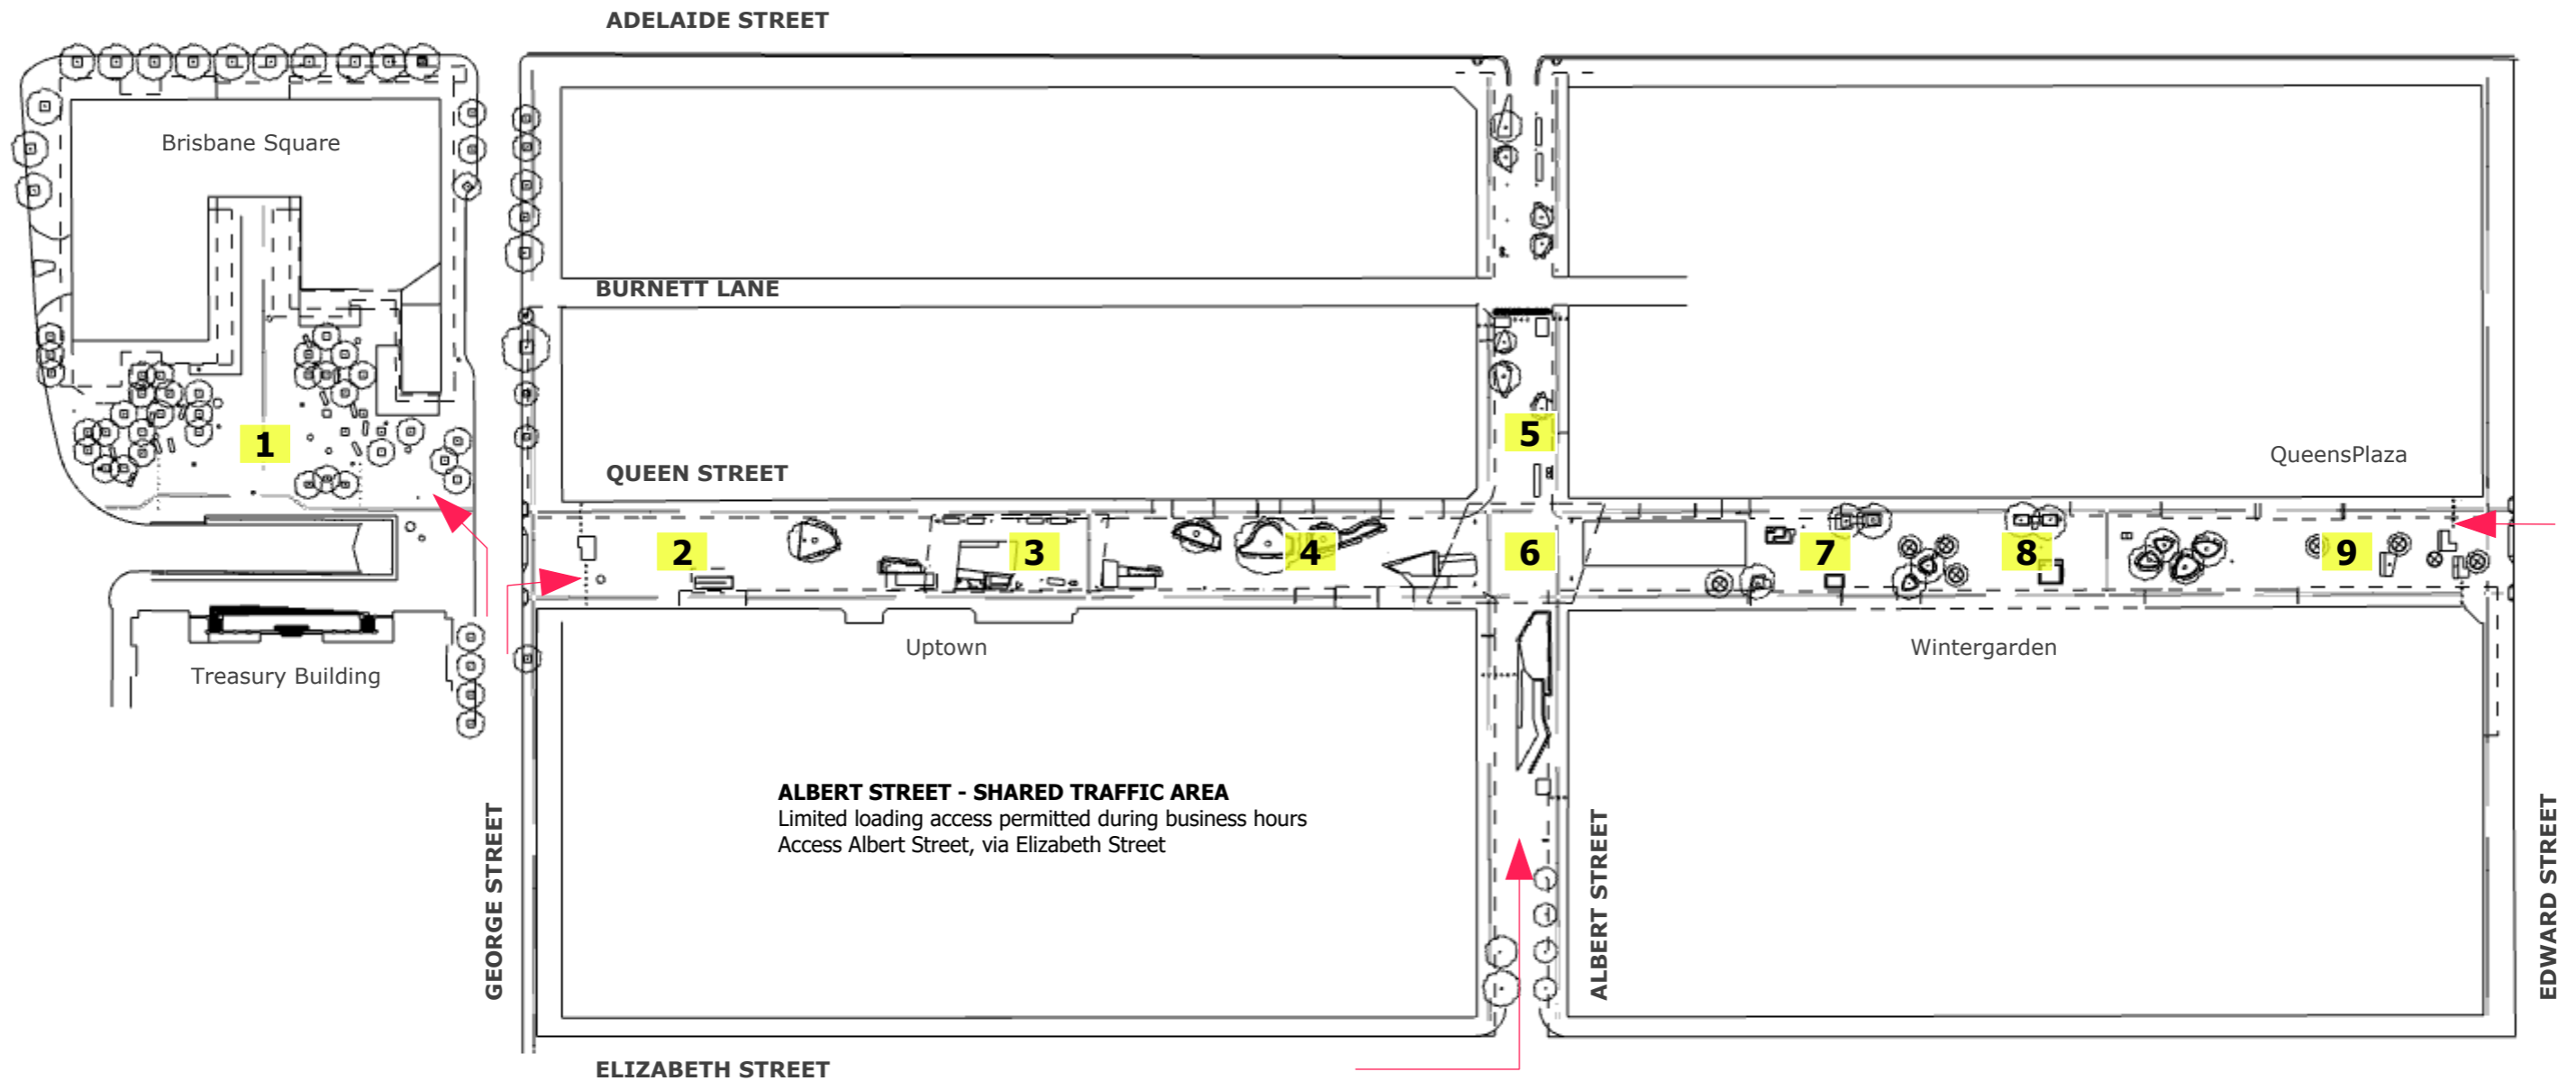 ADELAIDE STREET
Brisbane Square
BURNETT LANE
1
5
QUEEN STREET
QueensPlaza
2
3
4
6
7
8
9
Uptown
Wintergarden
Treasury Building
ALBERT STREET - SHARED TRAFFIC AREA
Limited loading access permitted during business hours
Access Albert Street, via Elizabeth Street
GEORGE STREET
ALBERT STREET
EDWARD STREET
ELIZABETH STREET